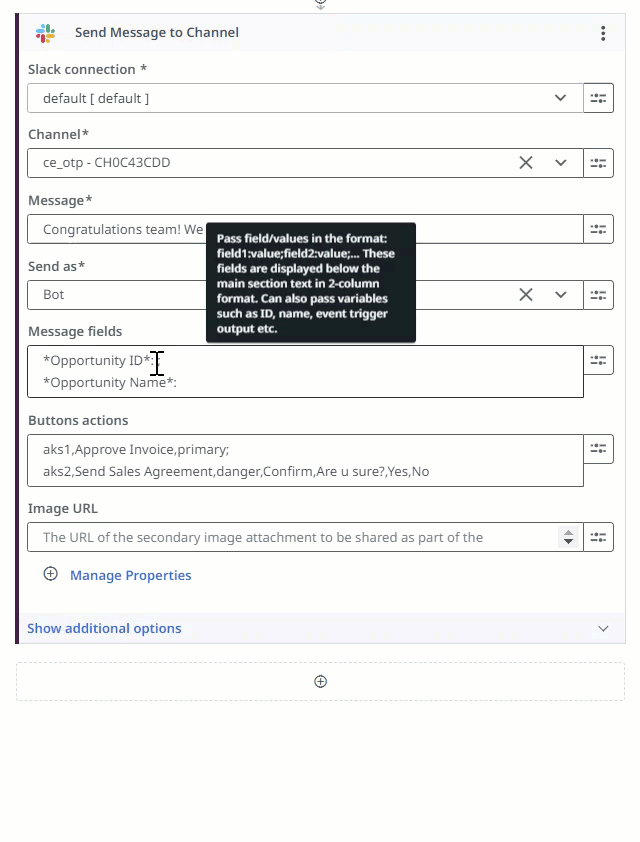 Send Message to Channel
Slack connection *
default [ default ]
Channel*
ce_otp - CH0C43CDD
Message*
Congratulations team! We
Pass field/values in the format:
field1:value;field2:value;... These
fields are displayed below the
main section text in 2-column
format. Can also pass variables
such as ID, name, event trigger
output etc.
Send as*
Bot
Message fields
*Opportunity ID*:;
*Opportunity Name*:
Buttons actions
aks1,Approve Invoice,primary;
aks2,Send Sales Agreement,danger,Confirm,Are u sure?,Yes,No
Image URL
The URL of the secondary image attachment to be shared as part of the
Manage Properties
Show additional options